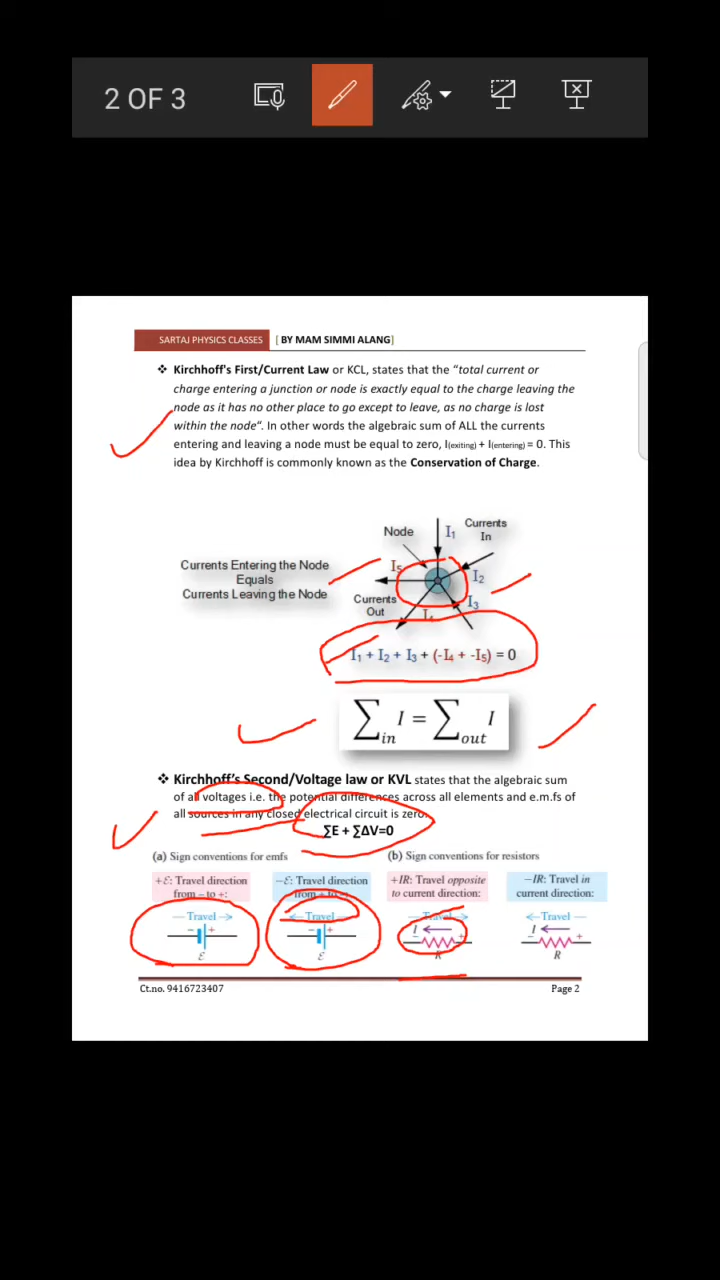 2 OF 3
SARTAJ PHYSICS CLASSES [ BY MAM SIMMI ALANG]
❖ Kirchhoff's First/Current Law or KCL, states that the "total current or
charge entering a junction or node is exactly equal to the charge leaving the
node as it has no other place to go except to leave, as no charge is lost
within the node". In other words the algebraic sum of ALL the currents
entering and leaving a node must be equal to zero, I(exiting) + I(entering) = 0. This
idea by Kirchhoff is commonly known as the Conservation of Charge.
Node I₁ Currents
In
Currents Entering the Node
Equals
Currents Leaving the Node
I₅
I₂
Currents
Out
I₃
I₄
I₁ + I₂ + I₃ + (-I₄ + -I₅) = 0
∑in I = ∑out I
❖ Kirchhoff's Second/Voltage law or KVL states that the algebraic sum
of all voltages i.e. the potential differences across all elements and e.m.fs of
all sources in any closed electrical circuit is zero.
∑E + ∑ΔV=0
(a) Sign conventions for emfs (b) Sign conventions for resistors
+ℰ: Travel direction
from – to +:
–ℰ: Travel direction
from + to –:
+IR: Travel opposite
to current direction:
–IR: Travel in
current direction:
— Travel →
– +
ℰ
← Travel —
– +
ℰ
— Travel →
I ←
– +
R
← Travel —
I ←
– +
R
Ct.no. 9416723407 Page 2